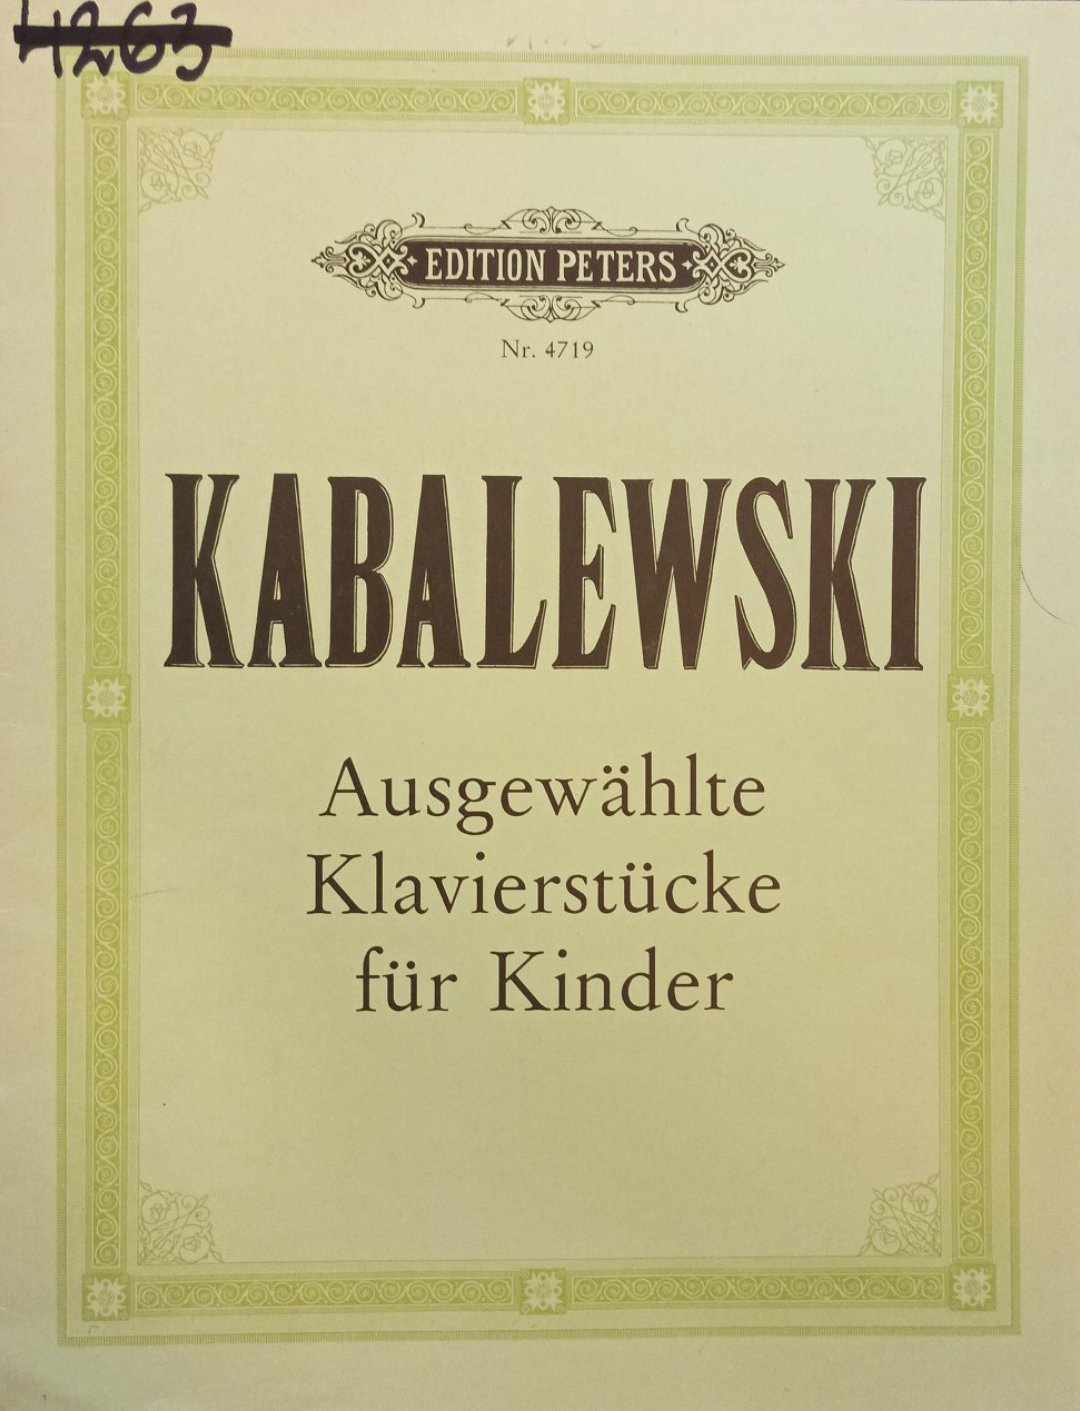 4263
EDITION PETERS
Nr. 4719
KABALEWSKI
Ausgewählte
Klavierstücke
für Kinder